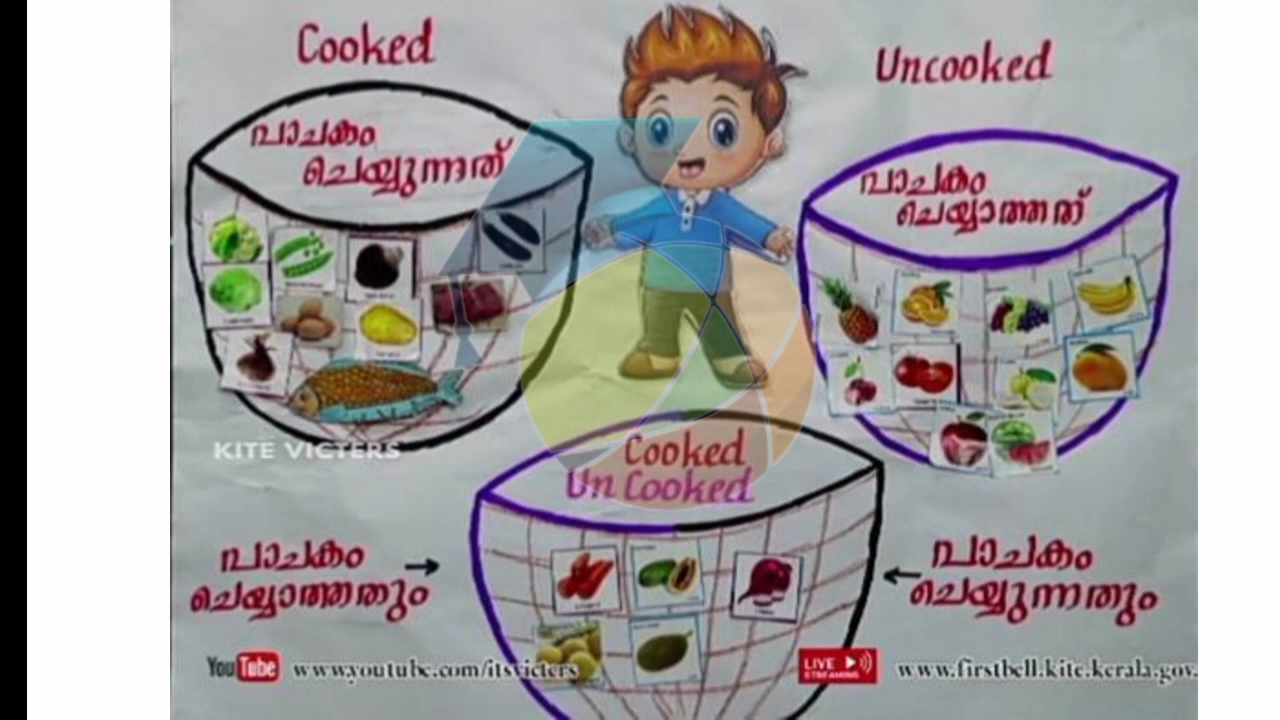 Cooked
Uncooked
പാചകം
ചെയ്യുന്നത്
പാചകം
ചെയ്യാത്തത്
KITE VICTERS
Cooked
Un Cooked
പാചകം
ചെയ്യാത്തതും
പാചകം
ചെയ്യുന്നതും
YouTube www.youtube.com/itsvicters
LIVE STREAMING www.firstbell.kite.kerala.gov.